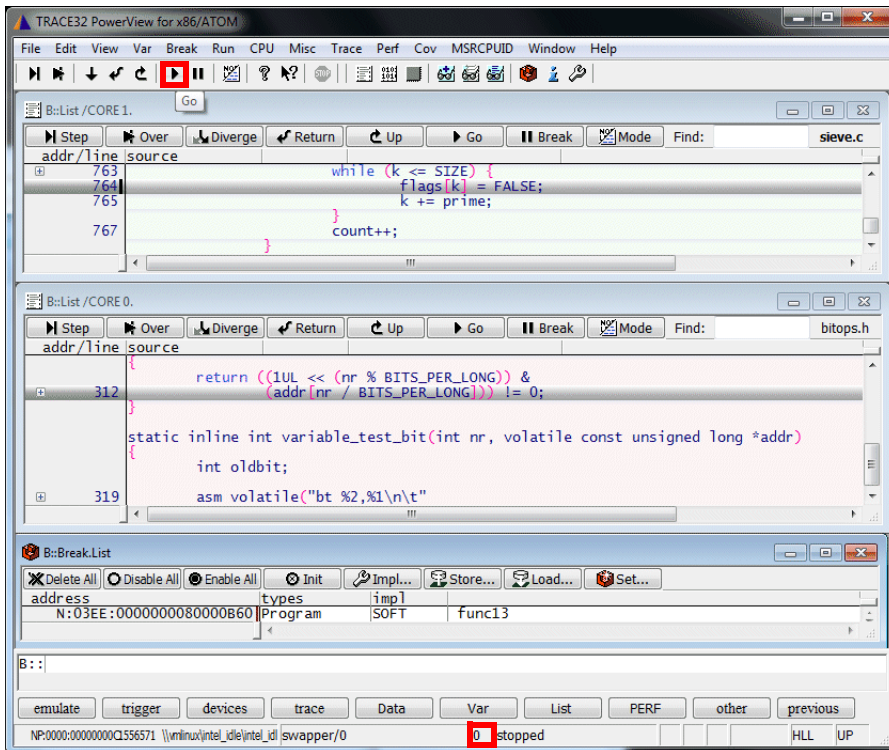 TRACE32 PowerView for x86/ATOM
File Edit View Var Break Run CPU Misc Trace Perf Cov MSRCPUID Window Help
Go
B::List /CORE 1.
Step Over Diverge Return Up Go Break Mode Find: sieve.c
addr/line source
763 while (k <= SIZE) {
764 flags[k] = FALSE;
765 k += prime;
}
767 count++;
}
B::List /CORE 0.
Step Over Diverge Return Up Go Break Mode Find: bitops.h
addr/line source
{
return ((1UL << (nr % BITS_PER_LONG)) &
312 (addr[nr / BITS_PER_LONG])) != 0;
}
static inline int variable_test_bit(int nr, volatile const unsigned long *addr)
{
int oldbit;
319 asm volatile("bt %2,%1\n\t"
B::Break.List
Delete All Disable All Enable All Init Impl... Store... Load... Set...
address types impl
N:03EE:0000000080000B60 Program SOFT func13
B::
emulate trigger devices trace Data Var List PERF other previous
NP:0000:00000000C1556571 \\vmlinux\intel_idle\intel_idl swapper/0 0 stopped HLL UP